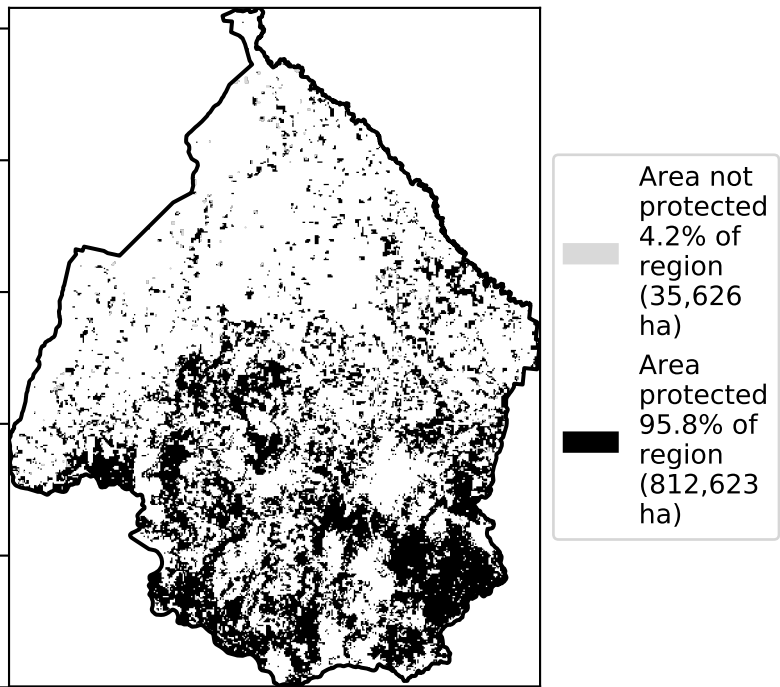 Area not
protected
4.2% of
region
(35,626
ha)
Area
protected
95.8% of
region
(812,623
ha)